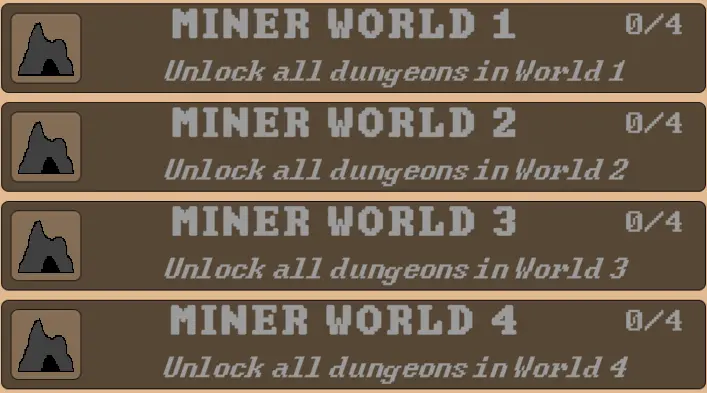 MINER WORLD 1 0/4
Unlock all dungeons in World 1
MINER WORLD 2 0/4
Unlock all dungeons in World 2
MINER WORLD 3 0/4
Unlock all dungeons in World 3
MINER WORLD 4 0/4
Unlock all dungeons in World 4